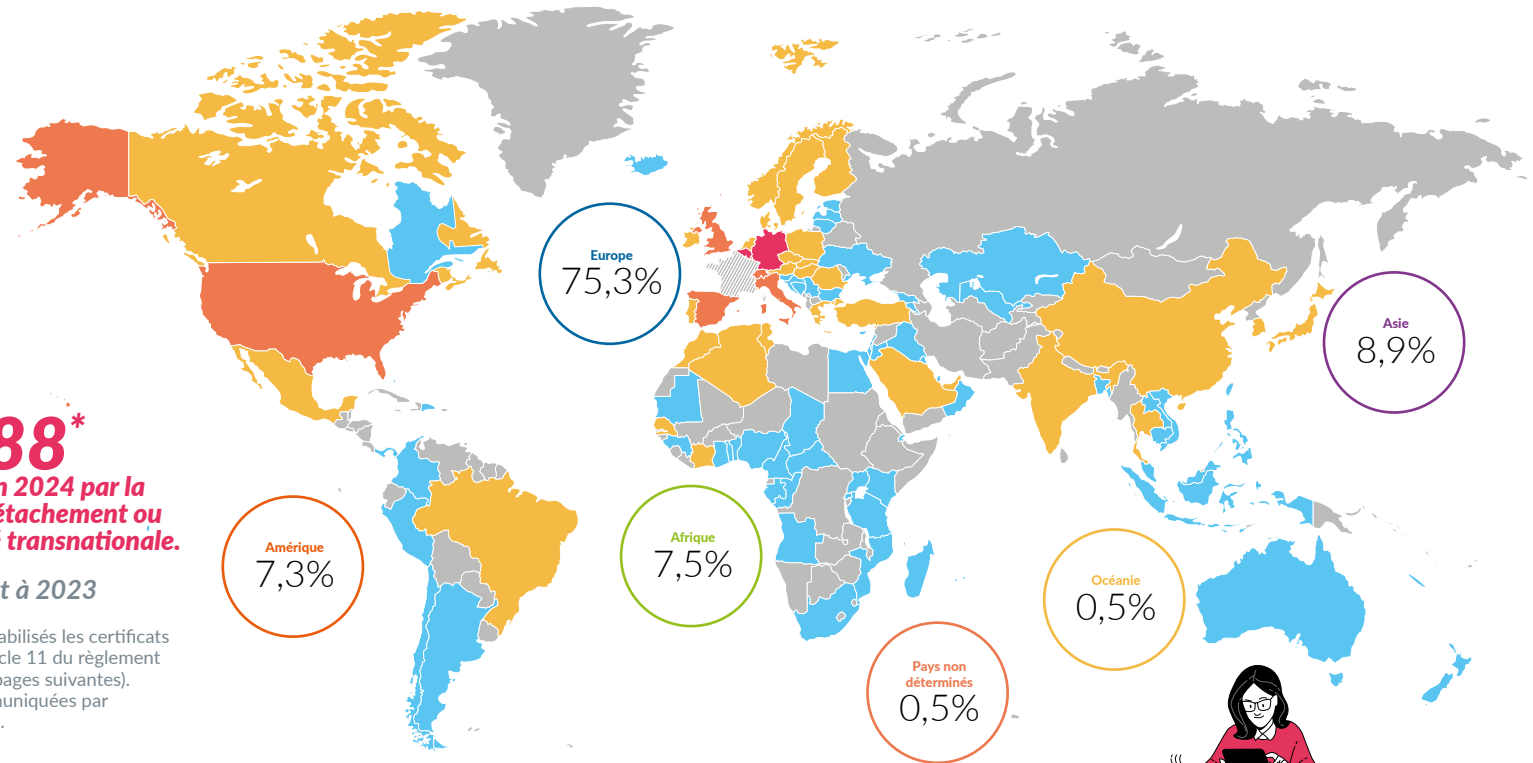 88*
n 2024 par la
étachement ou
transnationale.
t à 2023
abilisés les certificats
cle 11 du règlement
pages suivantes).
uniquées par
.
Europe
75,3%
Asie
8,9%
Amérique
7,3%
Afrique
7,5%
Océanie
0,5%
Pays non
déterminés
0,5%